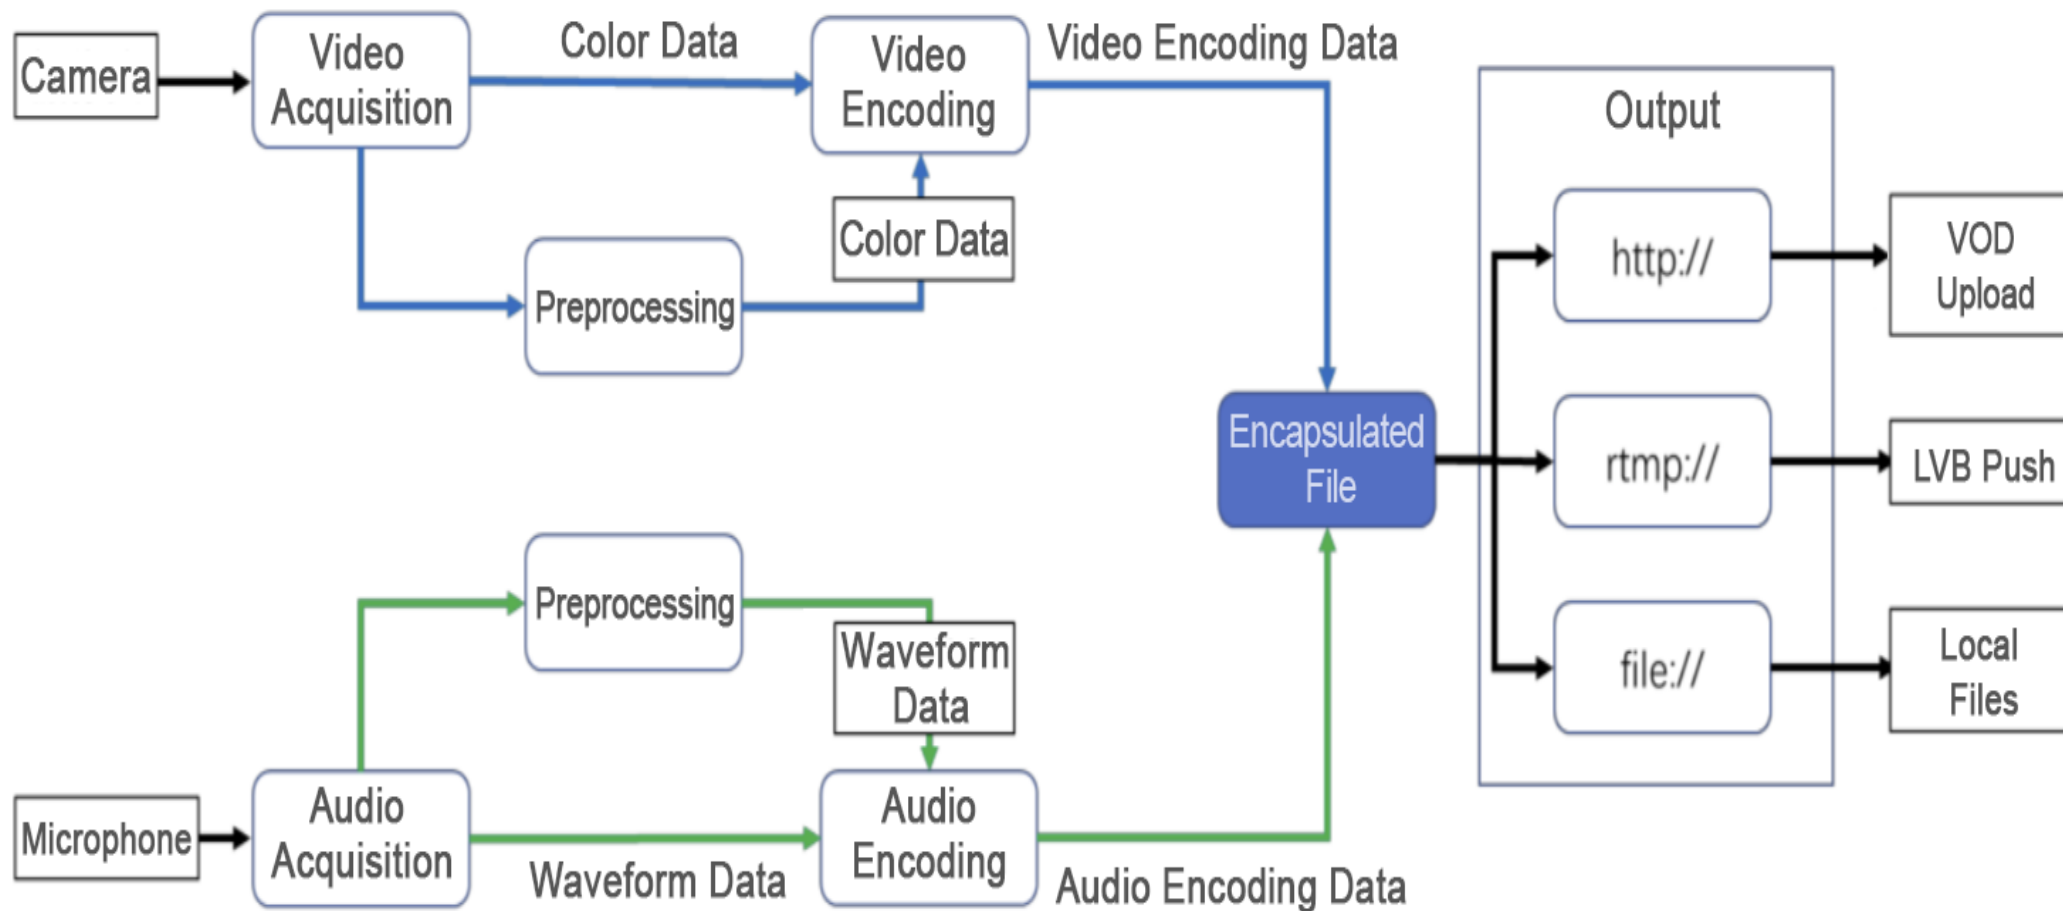 Camera
Video
Acquisition
Color Data
Video
Encoding
Video Encoding Data
Preprocessing
Color Data
Output
http://
VOD
Upload
Encapsulated
File
rtmp://
LVB Push
file://
Local
Files
Preprocessing
Waveform
Data
Microphone
Audio
Acquisition
Waveform Data
Audio
Encoding
Audio Encoding Data